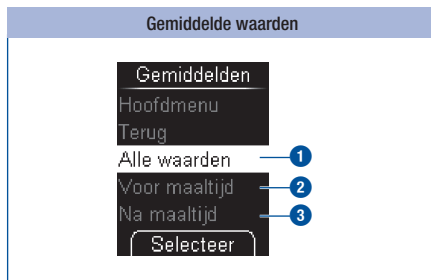 Gemiddelde waarden
Gemiddelden
Hoofdmenu
Terug
Alle waarden 1
Voor maaltijd 2
Na maaltijd 3
Selecteer